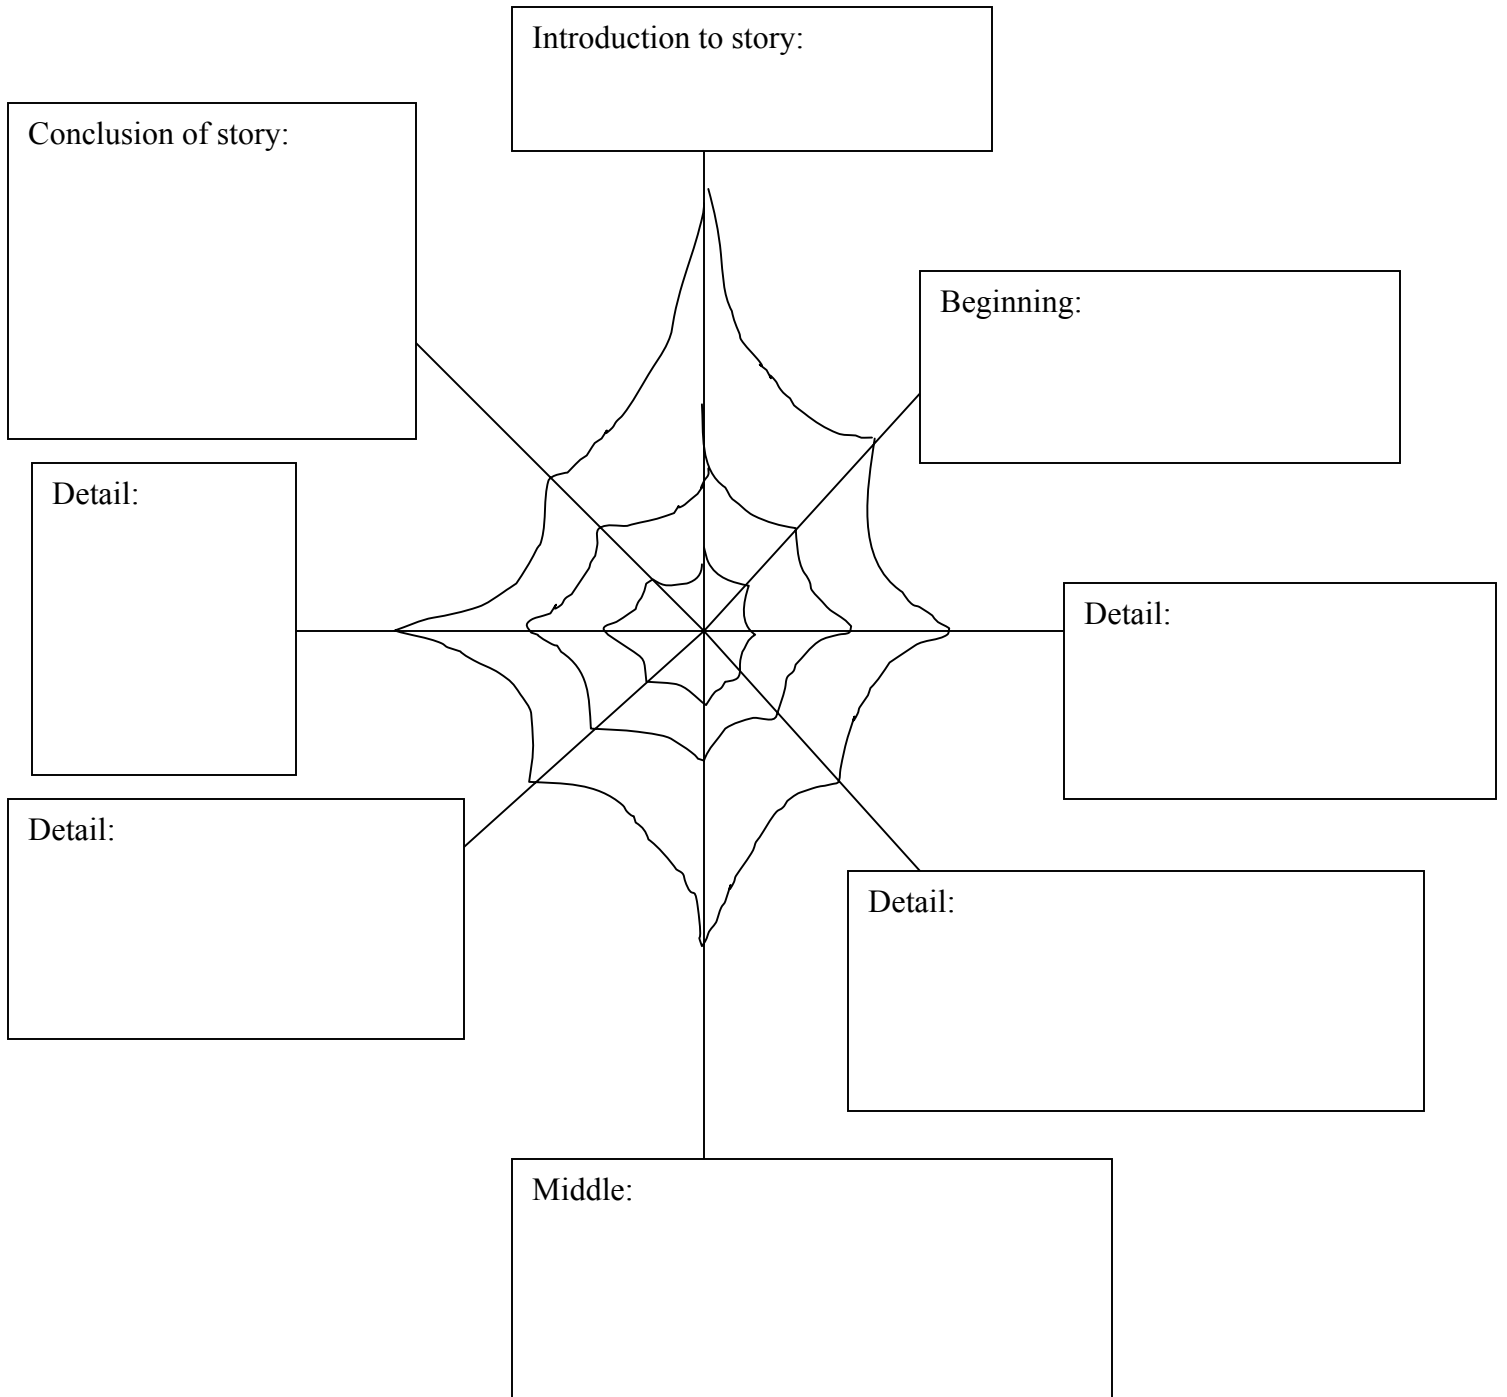 Introduction to story:
Conclusion of story:
Beginning:
Detail:
Detail:
Detail:
Detail:
Middle: